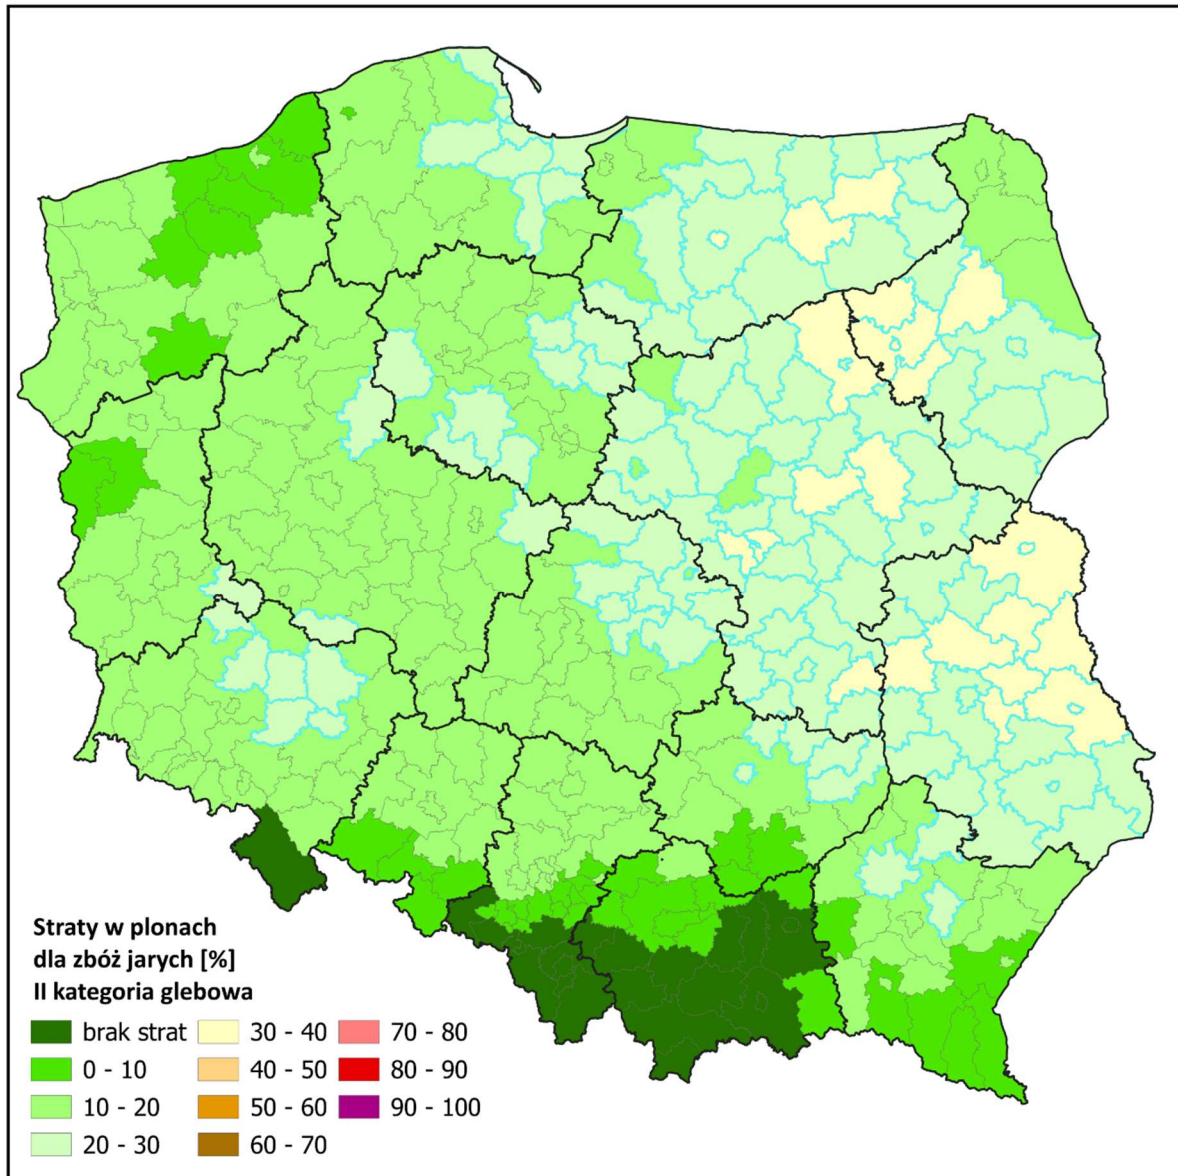 Straty w plonach
dla zbóż jarych [%]
II kategoria glebowa
brak strat
0 - 10
10 - 20
20 - 30
30 - 40
40 - 50
50 - 60
60 - 70
70 - 80
80 - 90
90 - 100